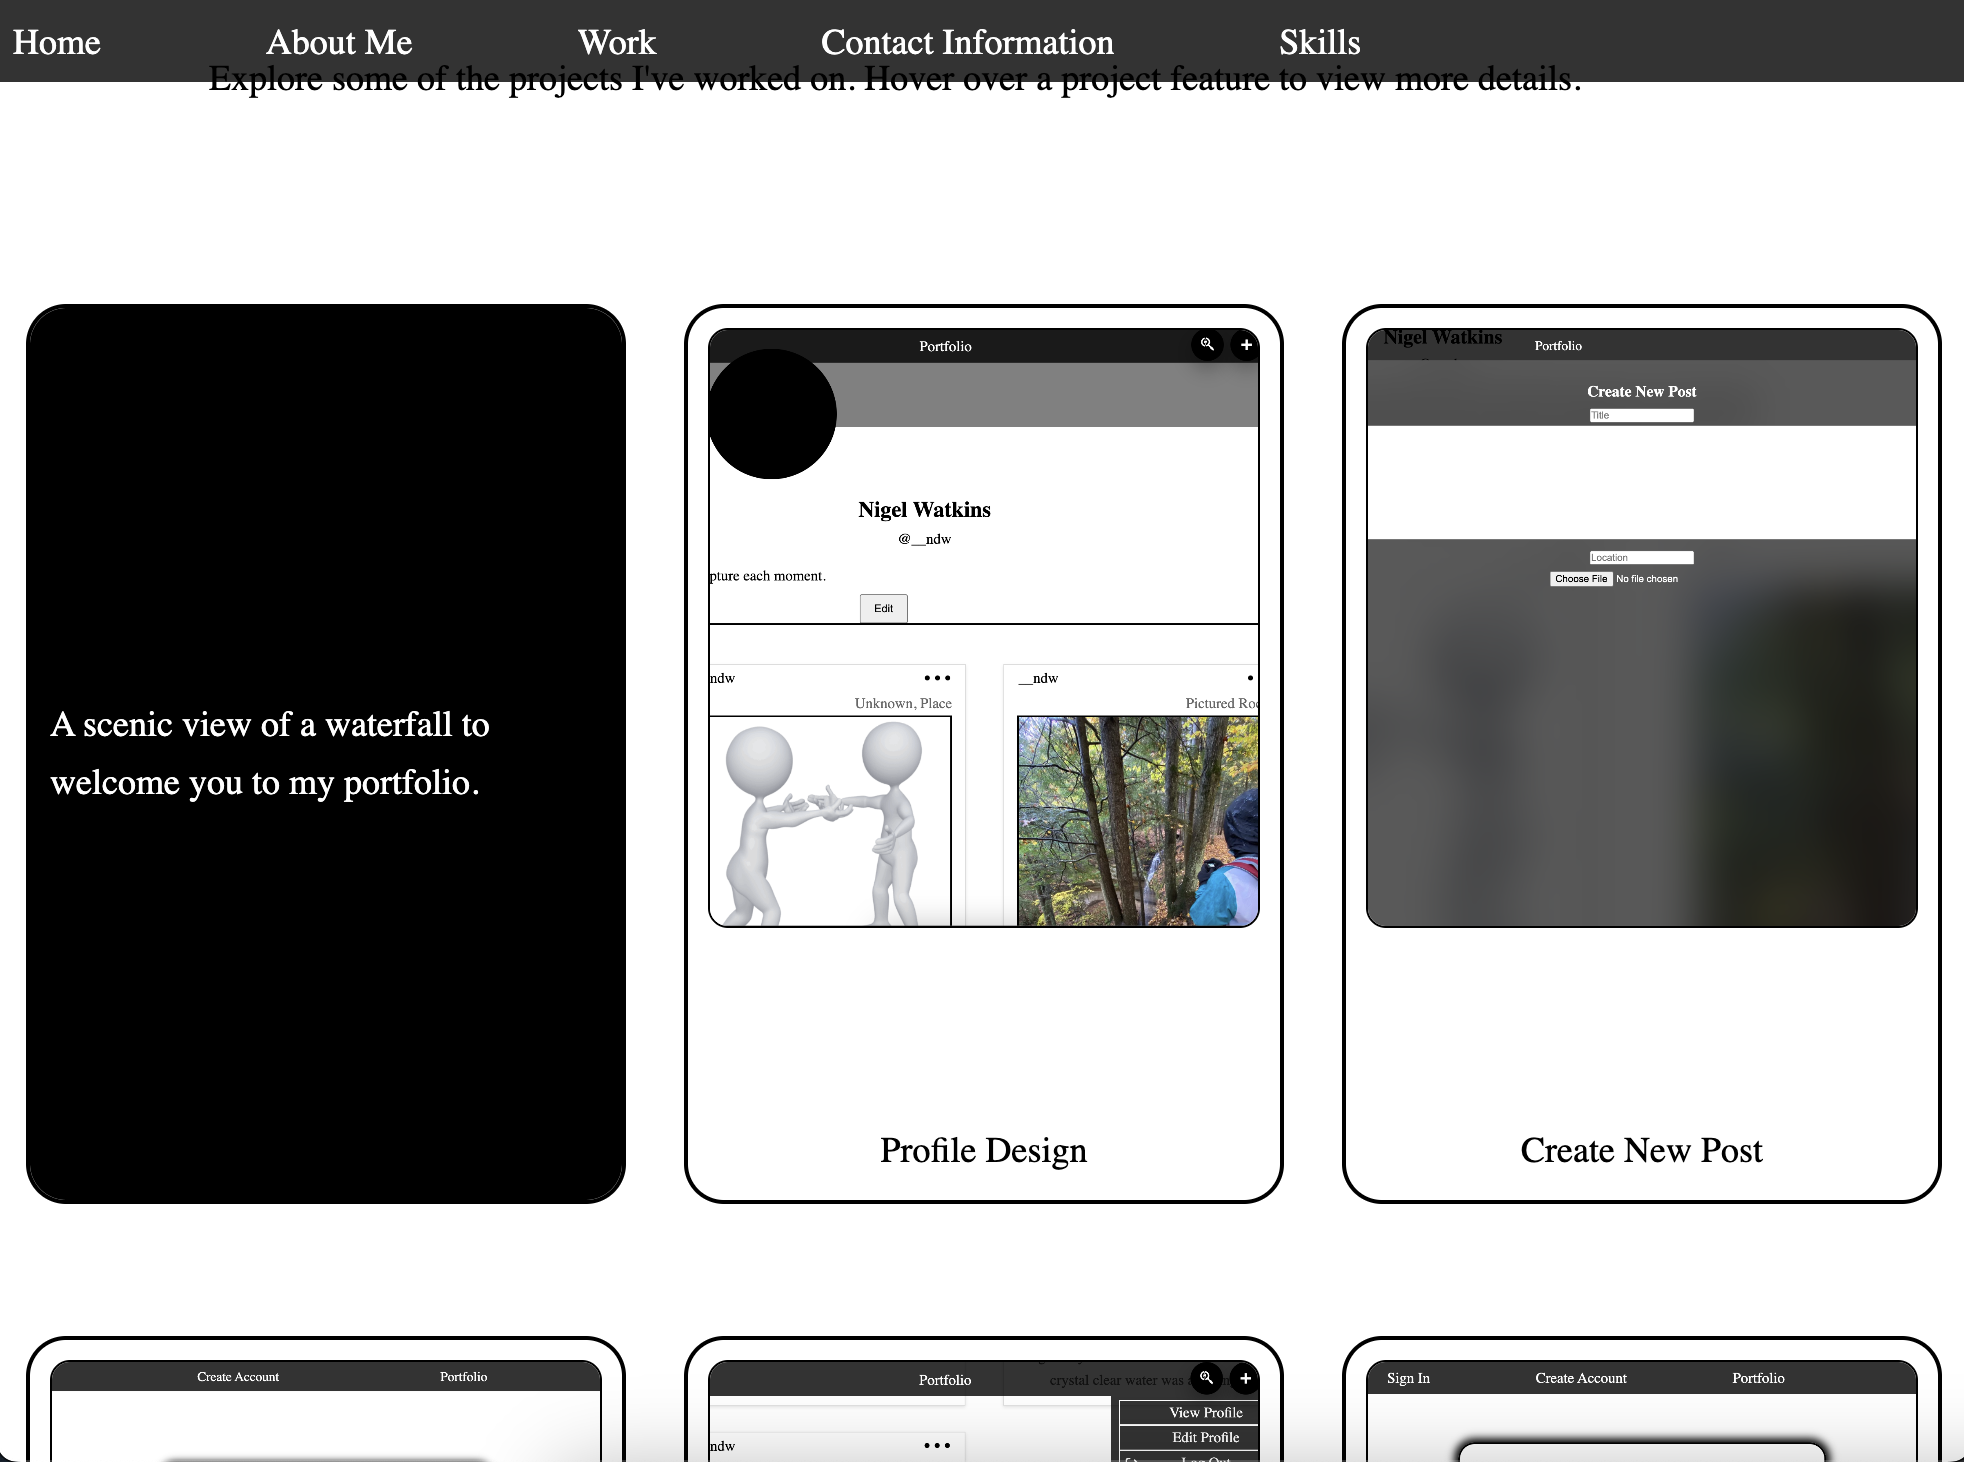 Home About Me Work Contact Information Skills
Explore some of the projects I've worked on. Hover over a project feature to view more details.
A scenic view of a waterfall to
welcome you to my portfolio.
Portfolio
Nigel Watkins
@__ndw
pture each moment.
Edit
ndw
Unknown, Place
__ndw
Pictured Roc
Profile Design
Nigel Watkins
Portfolio
Create New Post
Title
Location
Choose File No file chosen
Create New Post
Create Account Portfolio
Portfolio
crystal clear water was
View Profile
Edit Profile
Log Out
ndw
Sign In Create Account Portfolio